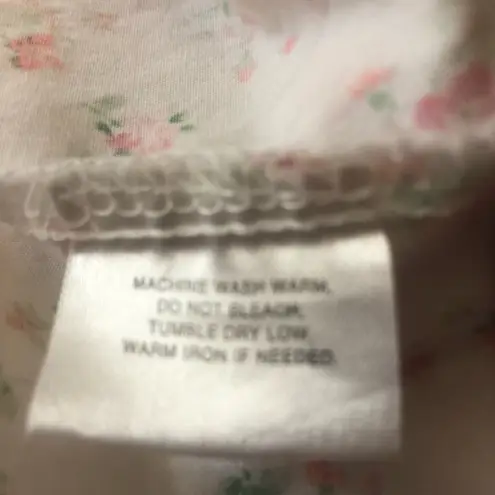 MACHINE WASH WARM,
DO NOT BLEACH,
TUMBLE DRY LOW
WARM IRON IF NEEDED.